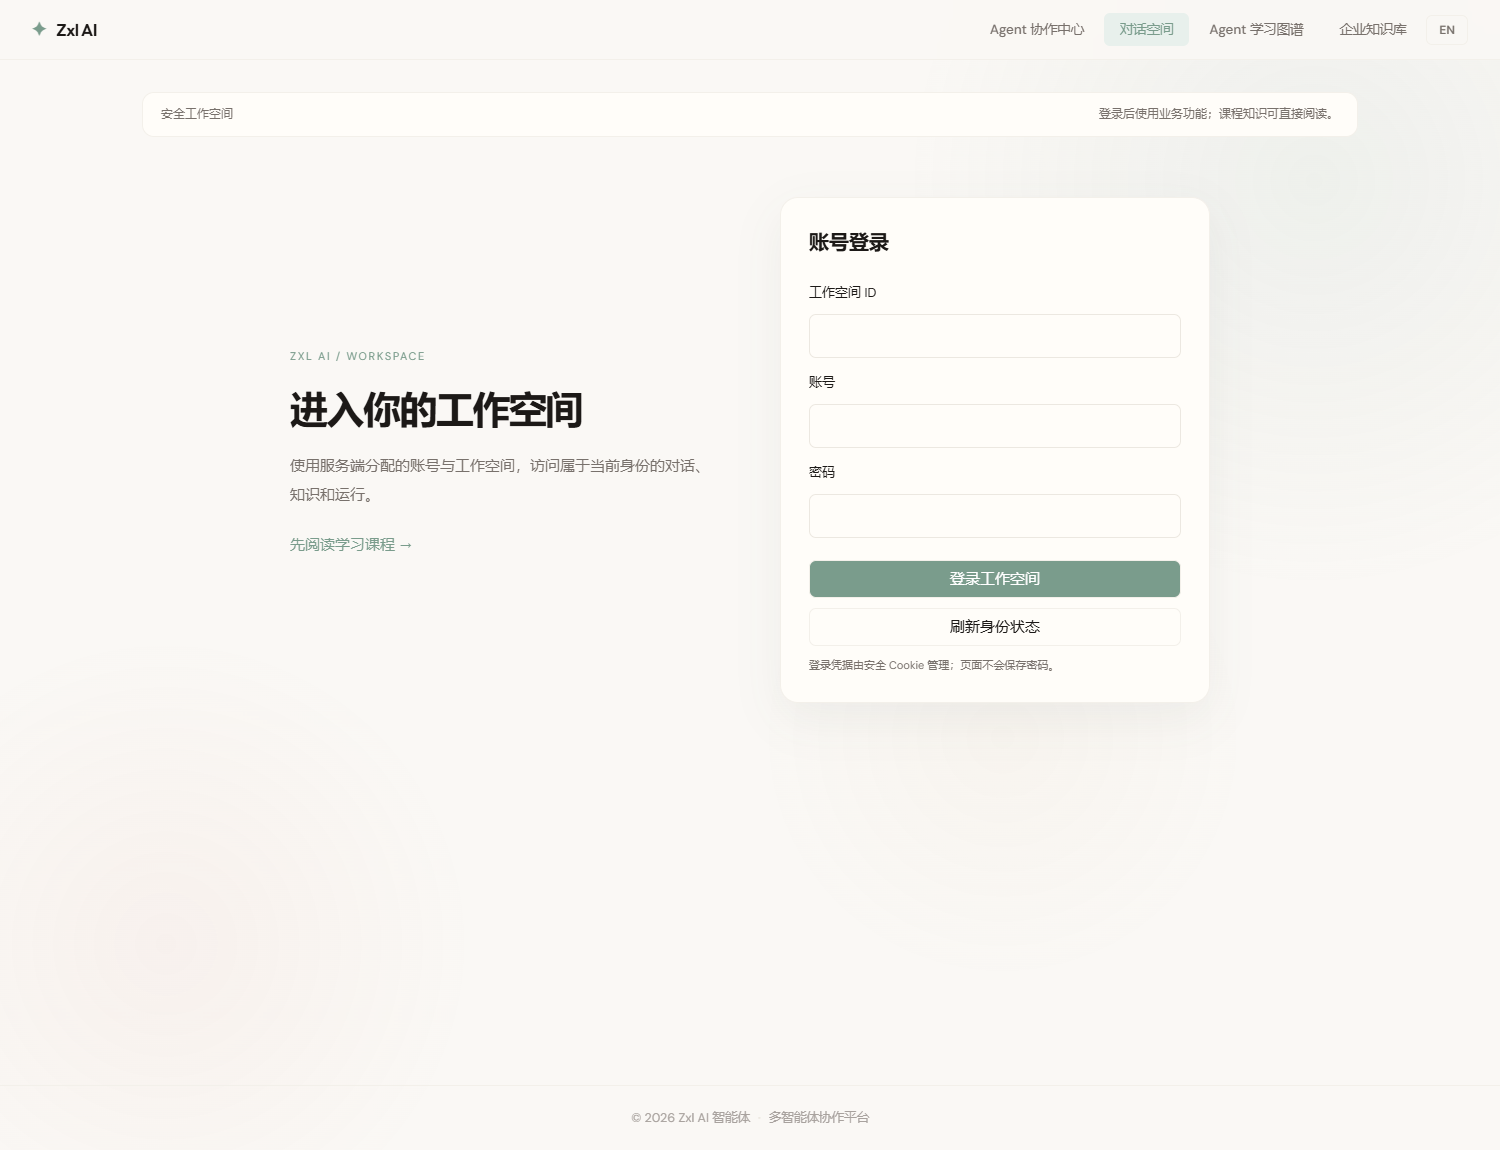 Zxl AI
Agent 协作中心
对话空间
Agent 学习图谱
企业知识库
EN
安全工作空间
登录后使用业务功能；课程知识可直接阅读。
ZXL AI / WORKSPACE
进入你的工作空间
使用服务端分配的账号与工作空间，访问属于当前身份的对话、
知识和运行。
先阅读学习课程 →
账号登录
工作空间 ID
账号
密码
登录工作空间
刷新身份状态
登录凭据由安全 Cookie 管理；页面不会保存密码。
© 2026 Zxl AI 智能体 · 多智能体协作平台